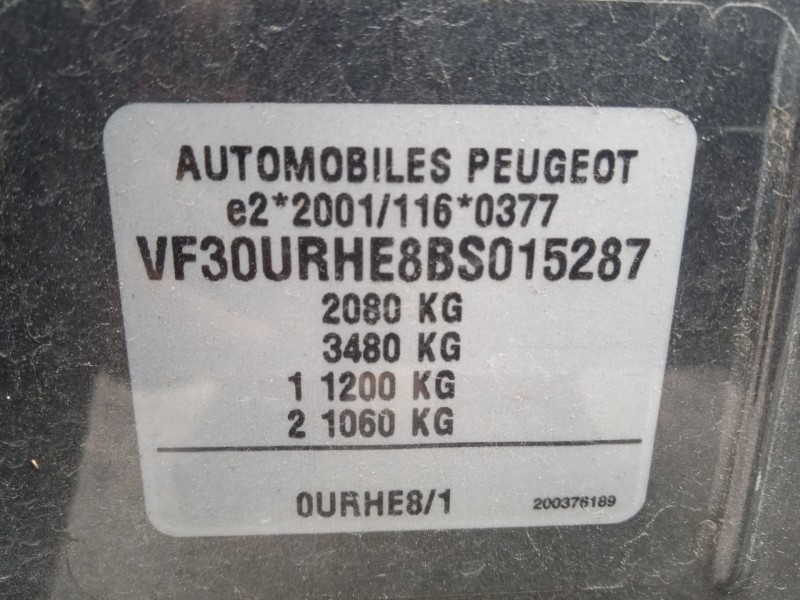 AUTOMOBILES PEUGEOT
e2*2001/116*0377
VF30URHE8BS015287
2080 KG
3480 KG
1 1200 KG
2 1060 KG
0URHE8/1
200376189